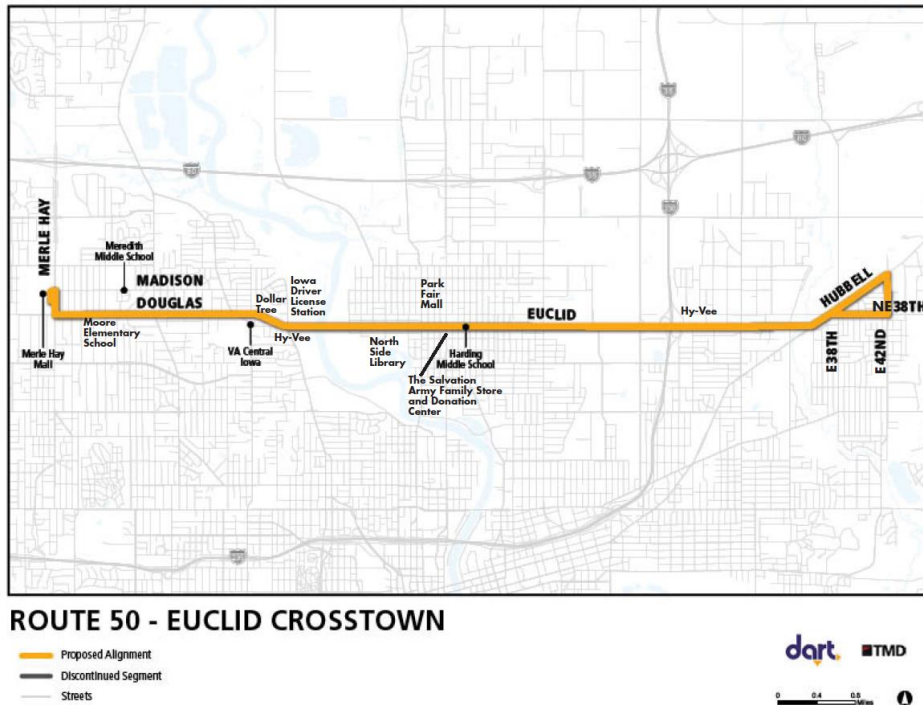 MERLE HAY
Meredith
Middle School
MADISON
DOUGLAS
Moore
Elementary
School
Merle Hay
Mall
Dollar
Tree
Iowa
Driver
License
Station
VA Central
Iowa
Hy-Vee
Park
Fair
Mall
North
Side
Library
Harding
Middle School
The Salvation
Army Family Store
and Donation
Center
EUCLID
Hy-Vee
HUBBELL
NE38TH
E 38TH
E 42ND
ROUTE 50 - EUCLID CROSSTOWN
Proposed Alignment
Discontinued Segment
Streets
dart
TMD
0 0.4 0.8
Miles